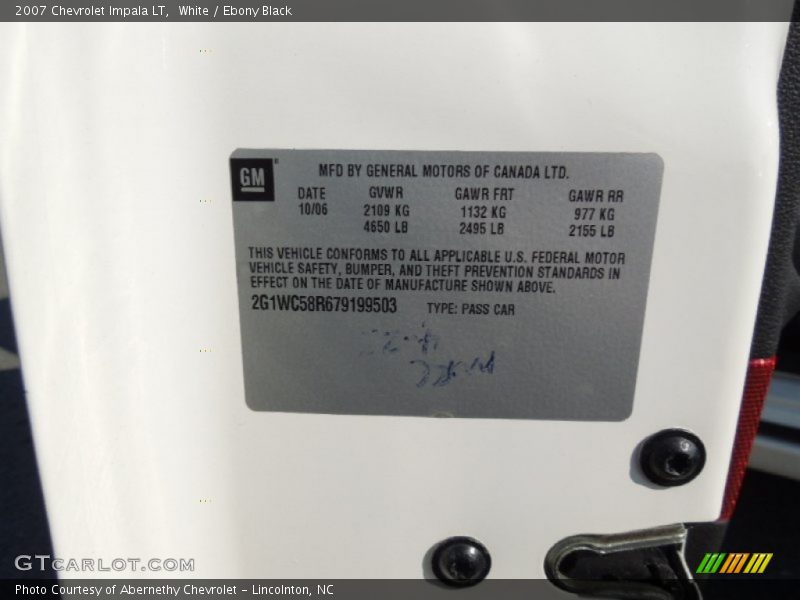 2007 Chevrolet Impala LT, White / Ebony Black
GM
MFD BY GENERAL MOTORS OF CANADA LTD.
DATE GVWR GAWR FRT GAWR RR
10/06 2109 KG 1132 KG 977 KG
4650 LB 2495 LB 2155 LB
THIS VEHICLE CONFORMS TO ALL APPLICABLE U.S. FEDERAL MOTOR
VEHICLE SAFETY, BUMPER, AND THEFT PREVENTION STANDARDS IN
EFFECT ON THE DATE OF MANUFACTURE SHOWN ABOVE.
2G1WC58R679199503 TYPE: PASS CAR
GTCARLOT.COM
Photo Courtesy of Abernethy Chevrolet - Lincolnton, NC